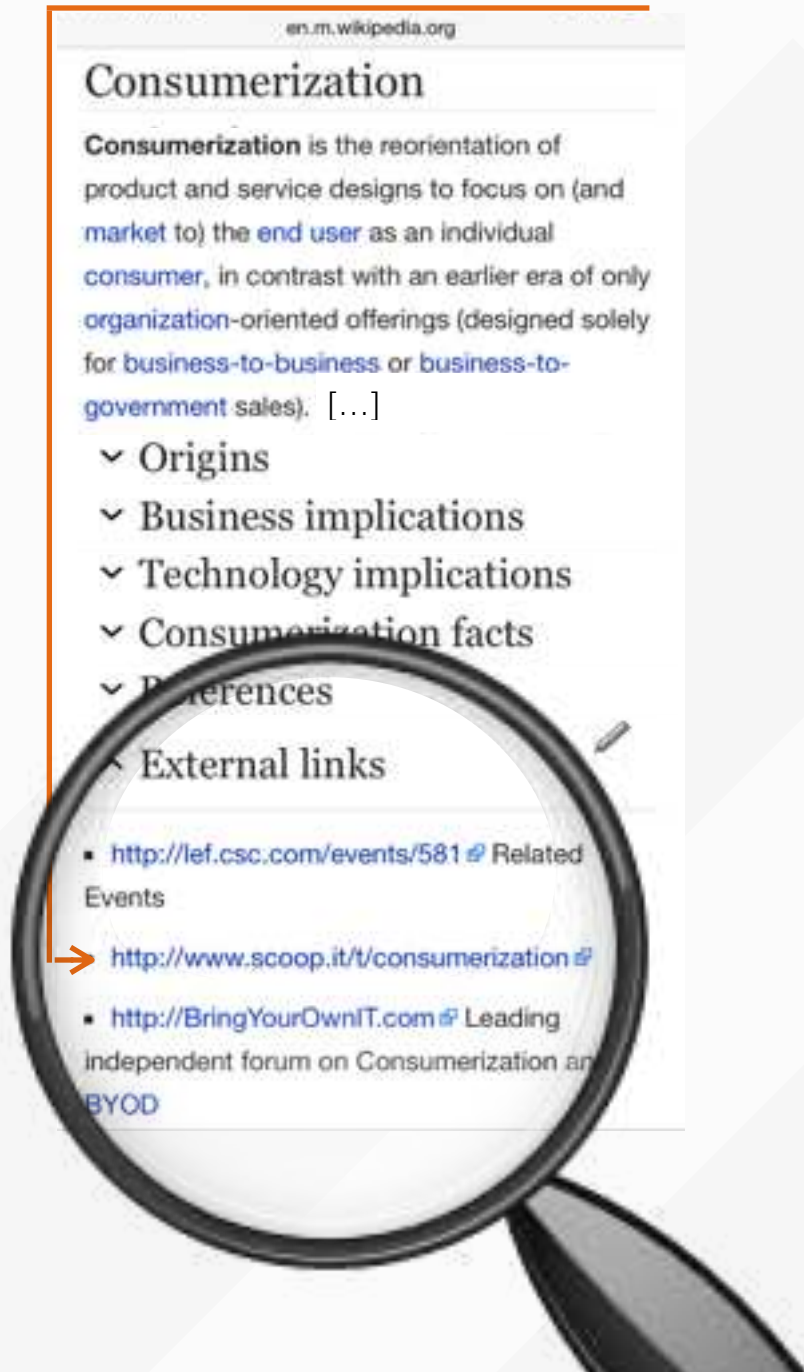 en.m.wikipedia.org
Consumerization
Consumerization is the reorientation of
product and service designs to focus on (and
market to) the end user as an individual
consumer, in contrast with an earlier era of only
organization-oriented offerings (designed solely
for business-to-business or business-to-
government sales). [...]
Origins
Business implications
Technology implications
Consumerization facts
References
External links
▪ http://lef.csc.com/events/581 Related
Events
http://www.scoop.it/t/consumerization
▪ http://BringYourOwnIT.com Leading
independent forum on Consumerization an
BYOD